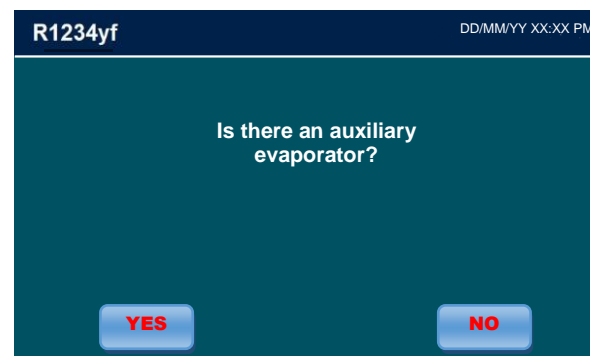 R1234yf
DD/MM/YY XX:XX PM
Is there an auxiliary
evaporator?
YES
NO